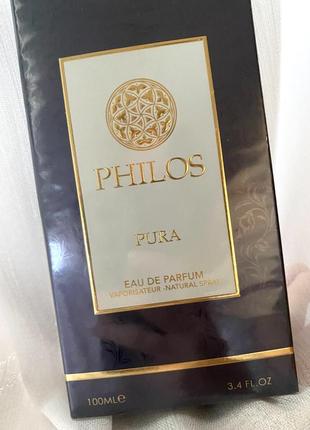 PHILOS
PURA
EAU DE PARFUM
VAPORISATEUR -NATURAL SPRAY
100ML℮
3.4 FL.OZ